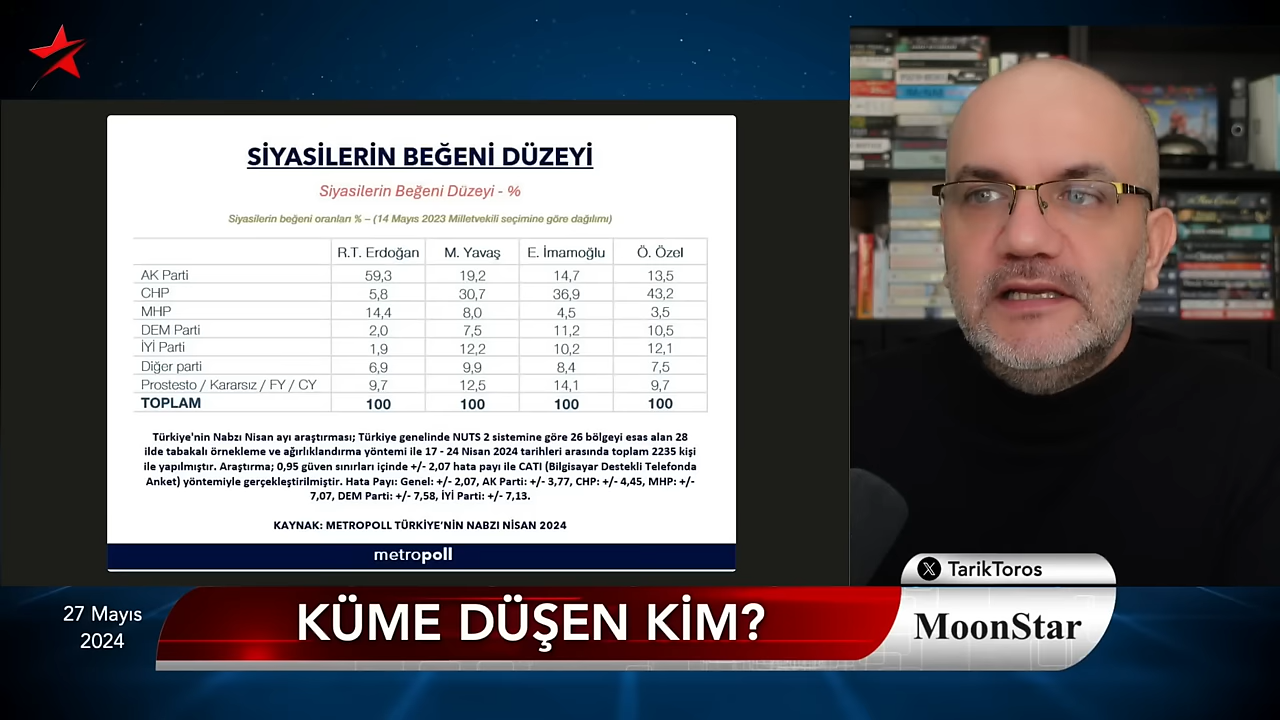 SİYASİLERİN BEĞENİ DÜZEYİ
Siyasilerin Beğeni Düzeyi - %
Siyasilerin beğeni oranları % – (14 Mayıs 2023 Milletvekili seçimine göre dağılımı)
R.T. Erdoğan M. Yavaş E. İmamoğlu Ö. Özel
AK Parti 59,3 19,2 14,7 13,5
CHP 5,8 30,7 36,9 43,2
MHP 14,4 8,0 4,5 3,5
DEM Parti 2,0 7,5 11,2 10,5
İYİ Parti 1,9 12,2 10,2 12,1
Diğer parti 6,9 9,9 8,4 7,5
Prostesto / Kararsız / FY / CY 9,7 12,5 14,1 9,7
TOPLAM 100 100 100 100
Türkiye'nin Nabzı Nisan ayı araştırması; Türkiye genelinde NUTS 2 sistemine göre 26 bölgeyi esas alan 28
ilde tabakalı örnekleme ve ağırlıklandırma yöntemi ile 17 - 24 Nisan 2024 tarihleri arasında toplam 2235 kişi
ile yapılmıştır. Araştırma; 0,95 güven sınırları içinde +/- 2,07 hata payı ile CATI (Bilgisayar Destekli Telefonda
Anket) yöntemiyle gerçekleştirilmiştir. Hata Payı: Genel: +/- 2,07, AK Parti: +/- 3,77, CHP: +/- 4,45, MHP: +/-
7,07, DEM Parti: +/- 7,58, İYİ Parti: +/- 7,13.
KAYNAK: METROPOLL TÜRKİYE'NİN NABZI NİSAN 2024
metropoll
X TarikToros
27 Mayıs
2024
KÜME DÜŞEN KİM?
MoonStar